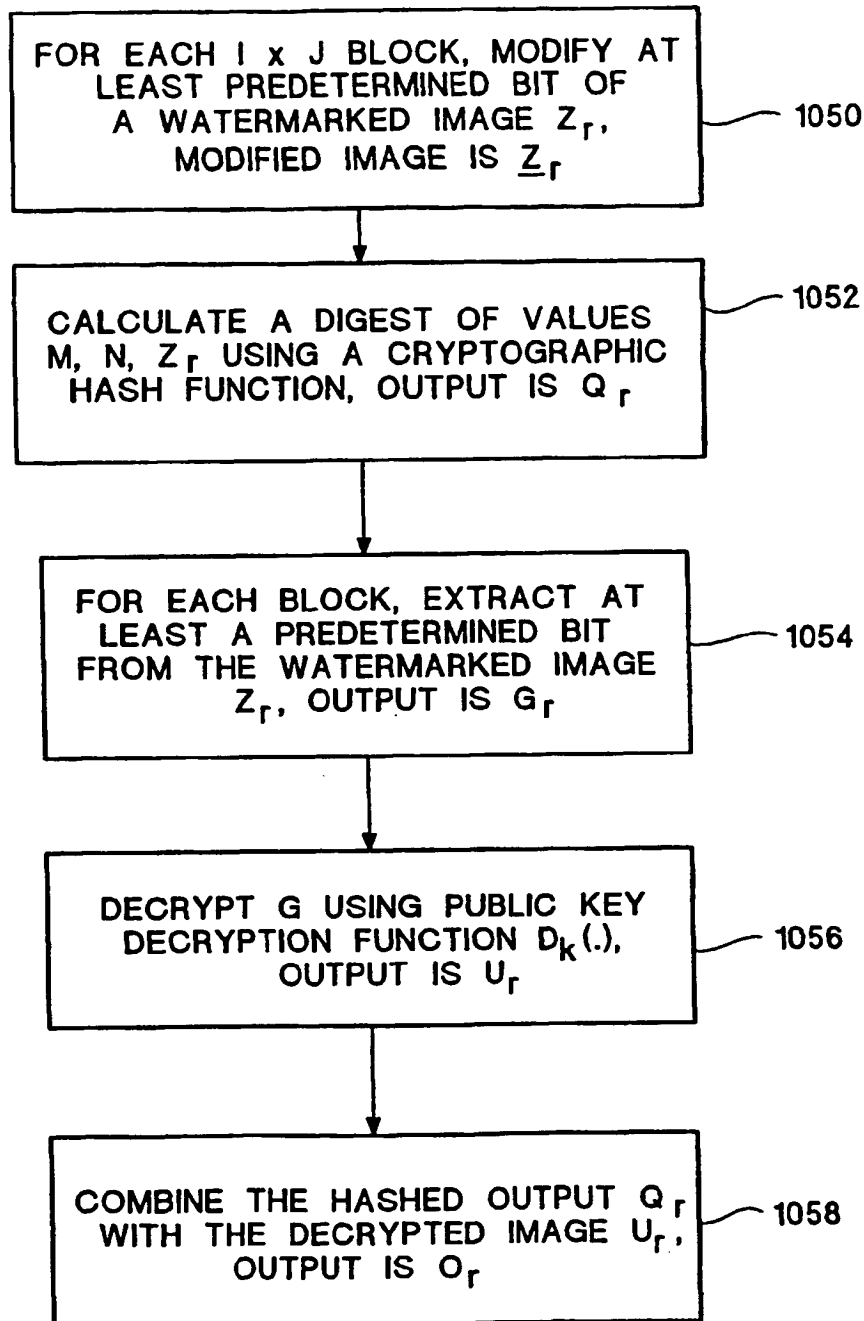 FOR EACH I x J BLOCK, MODIFY AT
LEAST PREDETERMINED BIT OF
A WATERMARKED IMAGE Zr,
MODIFIED IMAGE IS Zr
1050
CALCULATE A DIGEST OF VALUES
M, N, Zr USING A CRYPTOGRAPHIC
HASH FUNCTION, OUTPUT IS Qr
1052
FOR EACH BLOCK, EXTRACT AT
LEAST A PREDETERMINED BIT
FROM THE WATERMARKED IMAGE
Zr, OUTPUT IS Gr
1054
DECRYPT G USING PUBLIC KEY
DECRYPTION FUNCTION Dk(.),
OUTPUT IS Ur
1056
COMBINE THE HASHED OUTPUT Qr
WITH THE DECRYPTED IMAGE Ur,
OUTPUT IS Or
1058